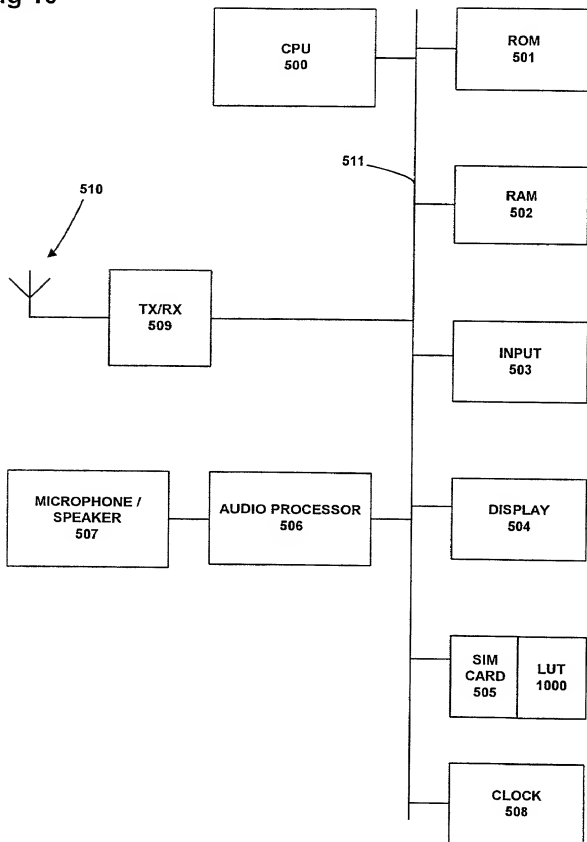 CPU
500
ROM
501
511
RAM
502
510
TX/RX
509
INPUT
503
MICROPHONE /
SPEAKER
507
AUDIO PROCESSOR
506
DISPLAY
504
SIM
CARD
505
LUT
1000
CLOCK
508